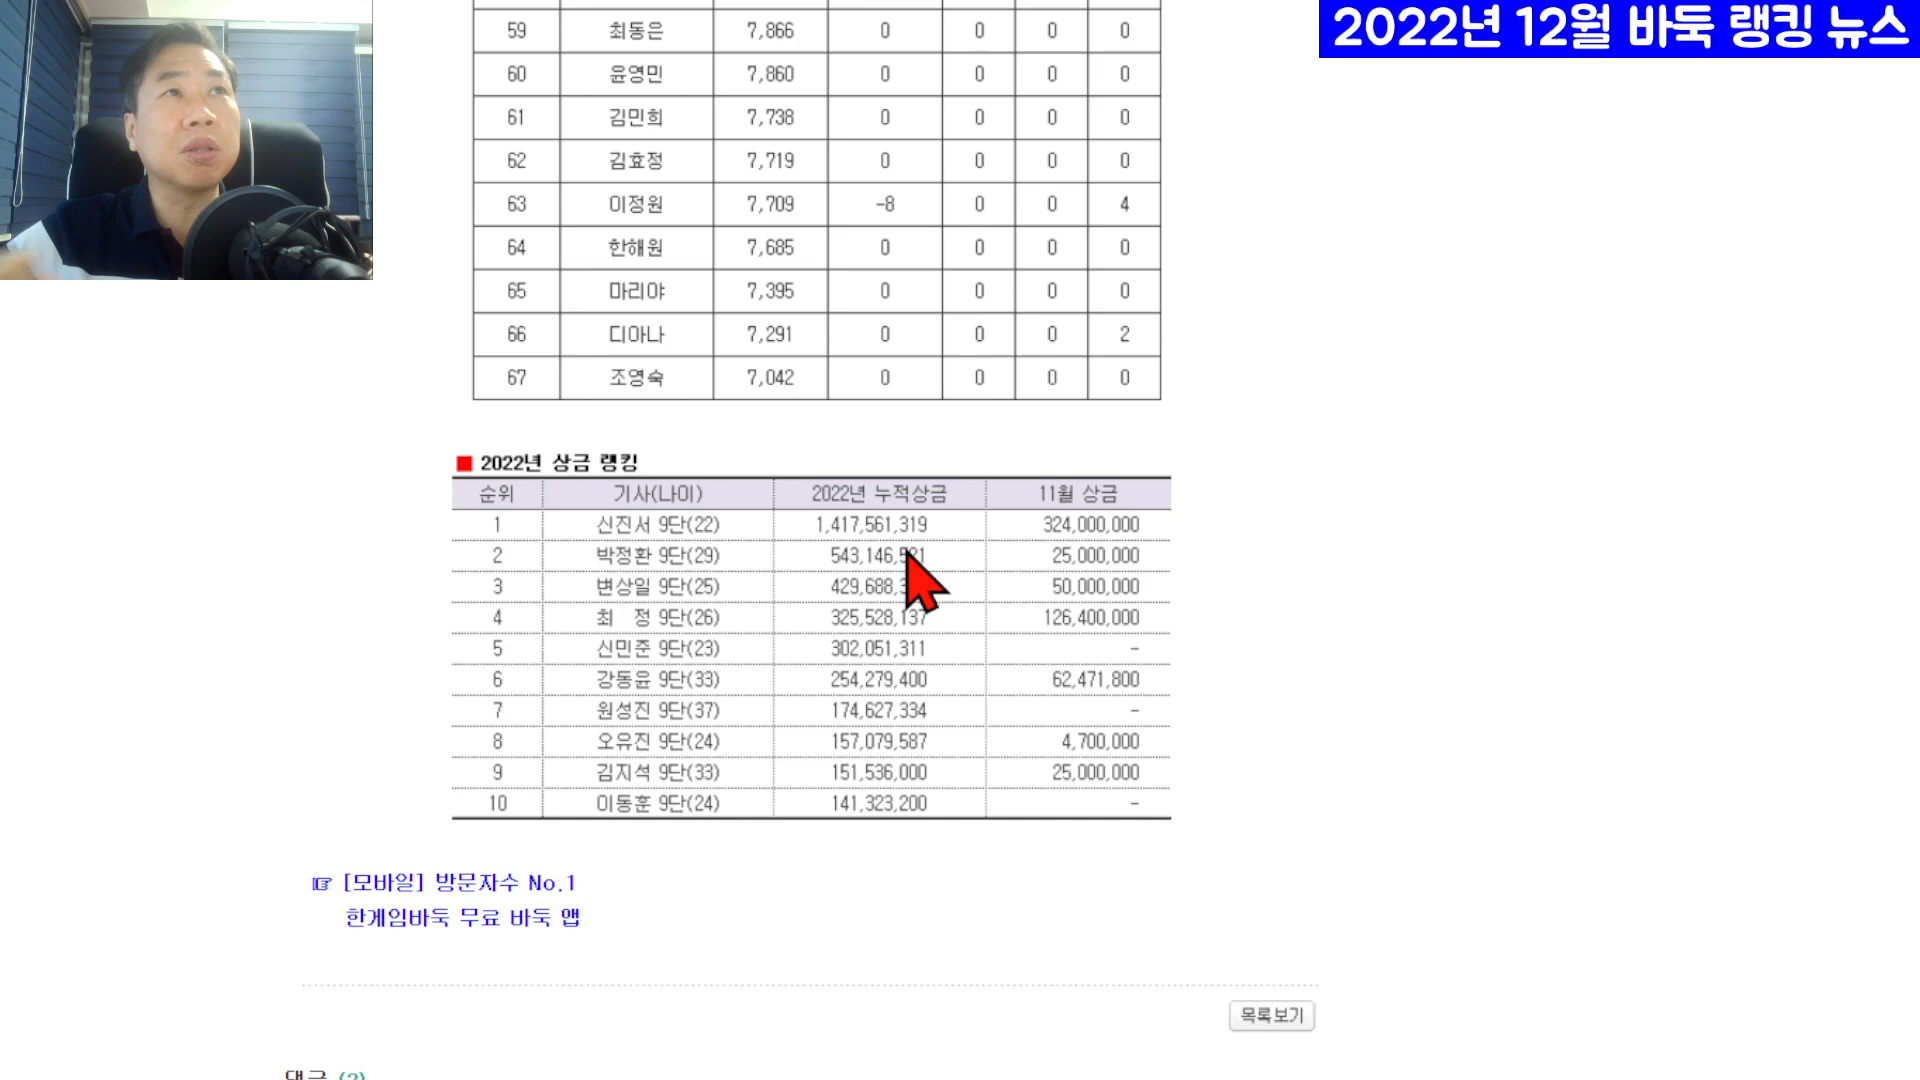 2022년 12월 바둑 랭킹 뉴스
59 최동은 7,866 0 0 0 0
60 윤영민 7,860 0 0 0 0
61 김민희 7,738 0 0 0 0
62 김효정 7,719 0 0 0 0
63 이정원 7,709 -8 0 0 4
64 한해원 7,685 0 0 0 0
65 마리야 7,395 0 0 0 0
66 디아나 7,291 0 0 0 2
67 조영숙 7,042 0 0 0 0
■ 2022년 상금 랭킹
순위 기사(나이) 2022년 누적상금 11월 상금
1 신진서 9단(22) 1,417,561,319 324,000,000
2 박정환 9단(29) 25,000,000
3 변상일 9단(25) 50,000,000
4 최 정 9단(26) 325,528,137 126,400,000
5 신민준 9단(23) 302,051,311 -
6 강동윤 9단(33) 254,279,400 62,471,800
7 원성진 9단(37) 174,627,334 -
8 오유진 9단(24) 157,079,587 4,700,000
9 김지석 9단(33) 151,536,000 25,000,000
10 이동훈 9단(24) 141,323,200 -
☞ [모바일] 방문자수 No.1
한게임바둑 무료 바둑 앱
목록보기